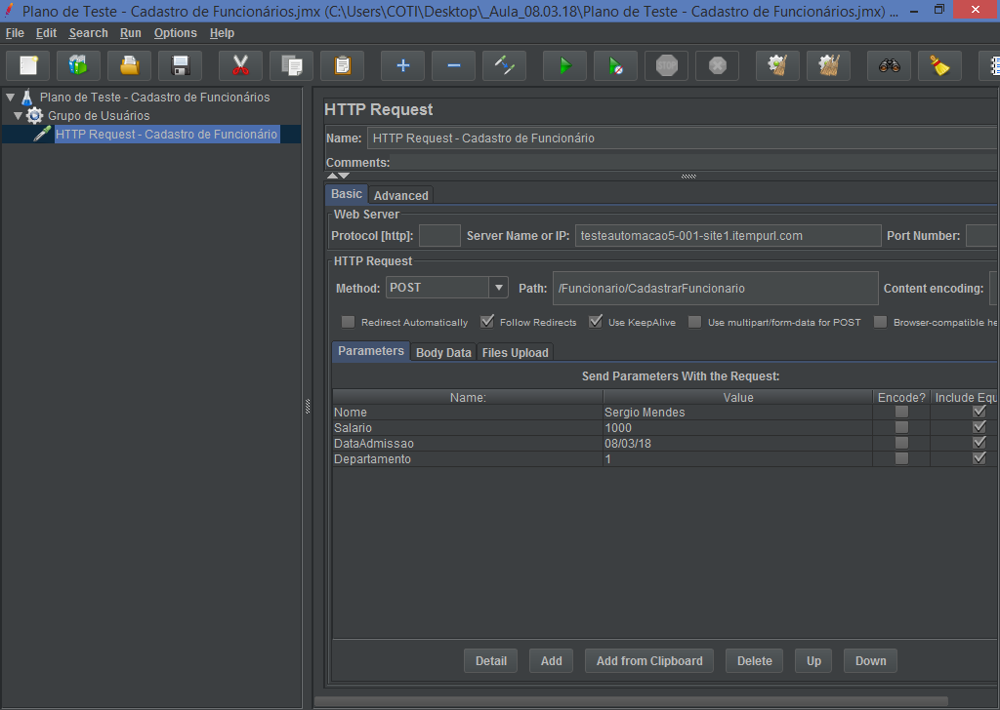 Plano de Teste - Cadastro de Funcionários.jmx (C:\Users\COTI\Desktop\_Aula_08.03.18\Plano de Teste - Cadastro de Funcionários.jmx) ...
File Edit Search Run Options Help
STOP
Plano de Teste - Cadastro de Funcionários
Grupo de Usuários
HTTP Request - Cadastro de Funcionário
HTTP Request
Name: HTTP Request - Cadastro de Funcionário
Comments:
Basic Advanced
Web Server
Protocol [http]: Server Name or IP: testeautomacao5-001-site1.itempurl.com Port Number:
HTTP Request
Method: POST Path: /Funcionario/CadastrarFuncionario Content encoding:
Redirect Automatically Follow Redirects Use KeepAlive Use multipart/form-data for POST Browser-compatible he
Parameters Body Data Files Upload
Send Parameters With the Request:
Name: Value Encode? Include Equ
Nome Sergio Mendes
Salario 1000
DataAdmissao 08/03/18
Departamento 1
Detail Add Add from Clipboard Delete Up Down